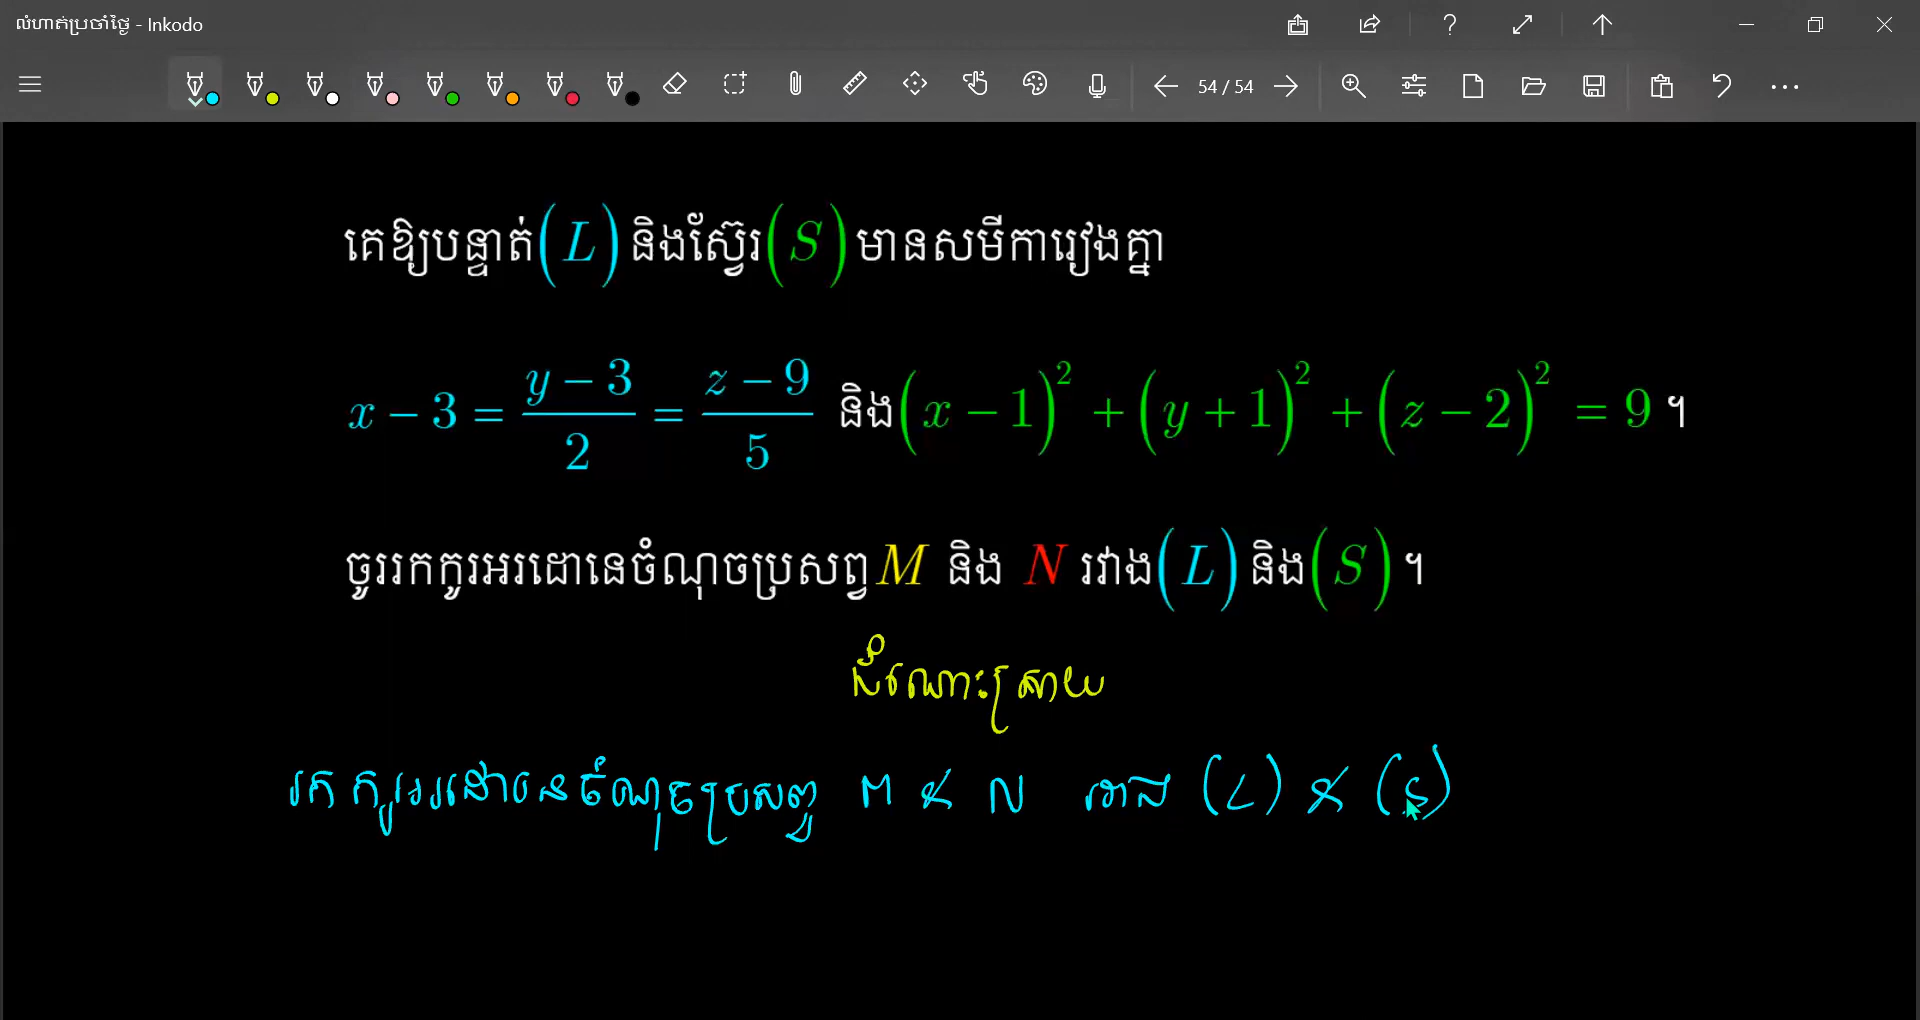 លំហាត់ប្រចាំថ្ងៃ - Inkodo
54 / 54
គេឱ្យបន្ទាត់(L) និងស្វ៊ែរ(S) មានសមីការរៀងគ្នា
x − 3 = (y − 3)/2 = (z − 9)/5 និង (x − 1)² + (y + 1)² + (z − 2)² = 9 ។
ចូររកកូអរដោនេចំណុចប្រសព្វ M និង N រវាង (L) និង (S) ។
ដំណោះស្រាយ
រកកូអរដោនេចំណុចប្រសព្វ M និង N រវាង (L) និង (S)